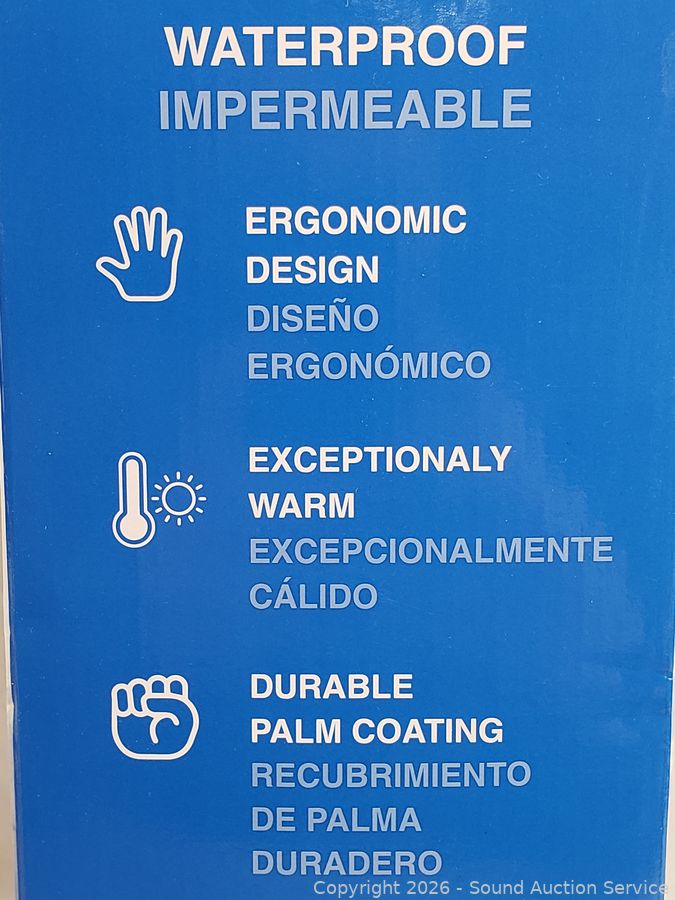 WATERPROOF
IMPERMEABLE
ERGONOMIC
DESIGN
DISEÑO
ERGONÓMICO
EXCEPTIONALY
WARM
EXCEPCIONALMENTE
CÁLIDO
DURABLE
PALM COATING
RECUBRIMIENTO
DE PALMA
DURADERO
Copyright 2026 - Sound Auction Service